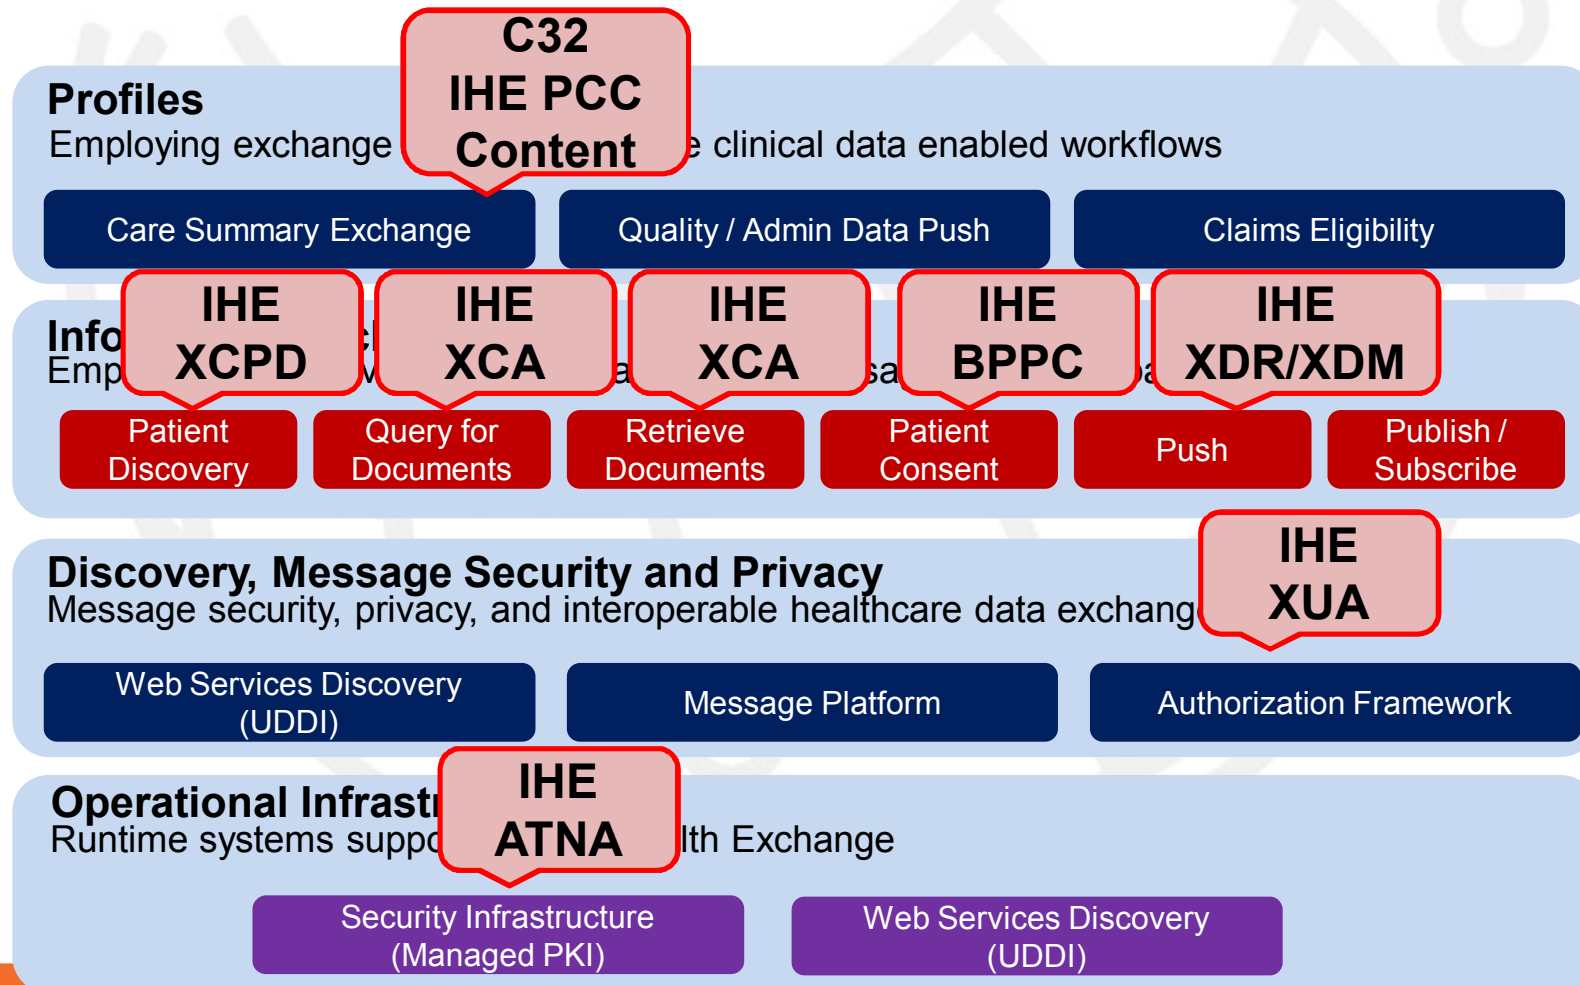 C32
IHE PCC
Content
Profiles
Employing exchange clinical data enabled workflows
Care Summary Exchange
Quality / Admin Data Push
Claims Eligibility
IHE
XCPD
IHE
XCA
IHE
XCA
IHE
BPPC
IHE
XDR/XDM
Patient
Discovery
Query for
Documents
Retrieve
Documents
Patient
Consent
Push
Publish /
Subscribe
Discovery, Message Security and Privacy
Message security, privacy, and interoperable healthcare data
IHE
XUA
Web Services Discovery
(UDDI)
Message Platform
Authorization Framework
Operational
Runtime systems Exchange
IHE
ATNA
Security Infrastructure
(Managed PKI)
Web Services Discovery
(UDDI)